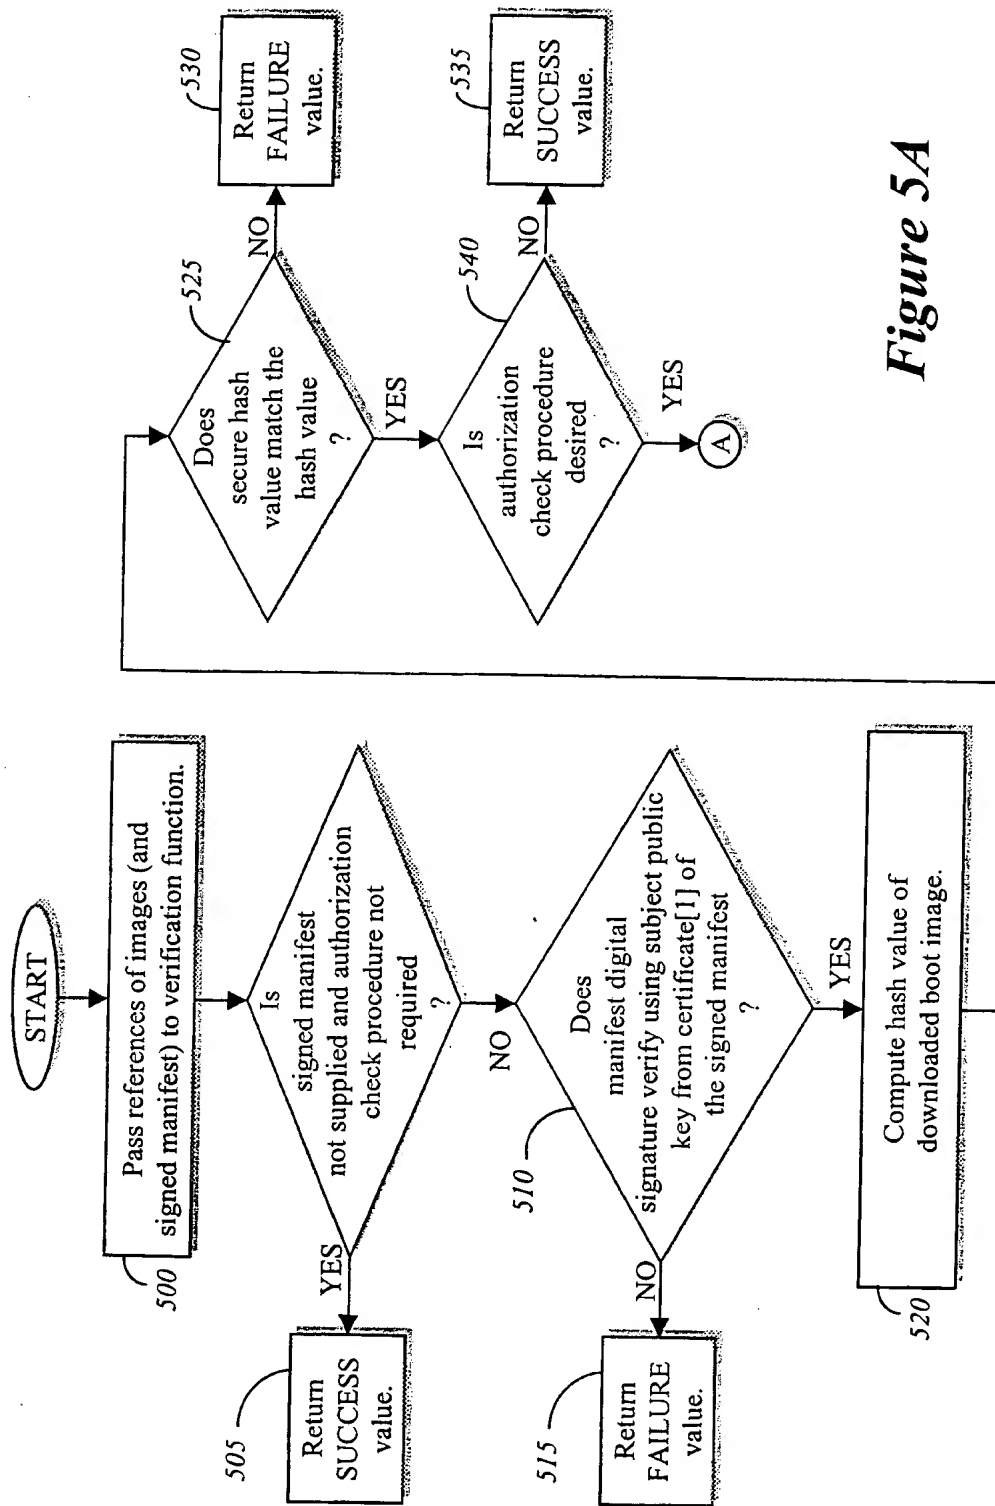 START
Pass references of images (and
signed manifest) to verification function.
500
Is
signed manifest
not supplied and authorization
check procedure not
required
?
YES
505
Return
SUCCESS
value.
NO
Does
manifest digital
signature verify using subject public
key from certificate[1] of
the signed manifest
?
510
NO
515
Return
FAILURE
value.
YES
Compute hash value of
downloaded boot image.
520
Does
secure hash
value match the
hash value
?
525
NO
530
Return
FAILURE
value.
YES
Is
authorization
check procedure
desired
?
540
NO
535
Return
SUCCESS
value.
YES
A
Figure 5A